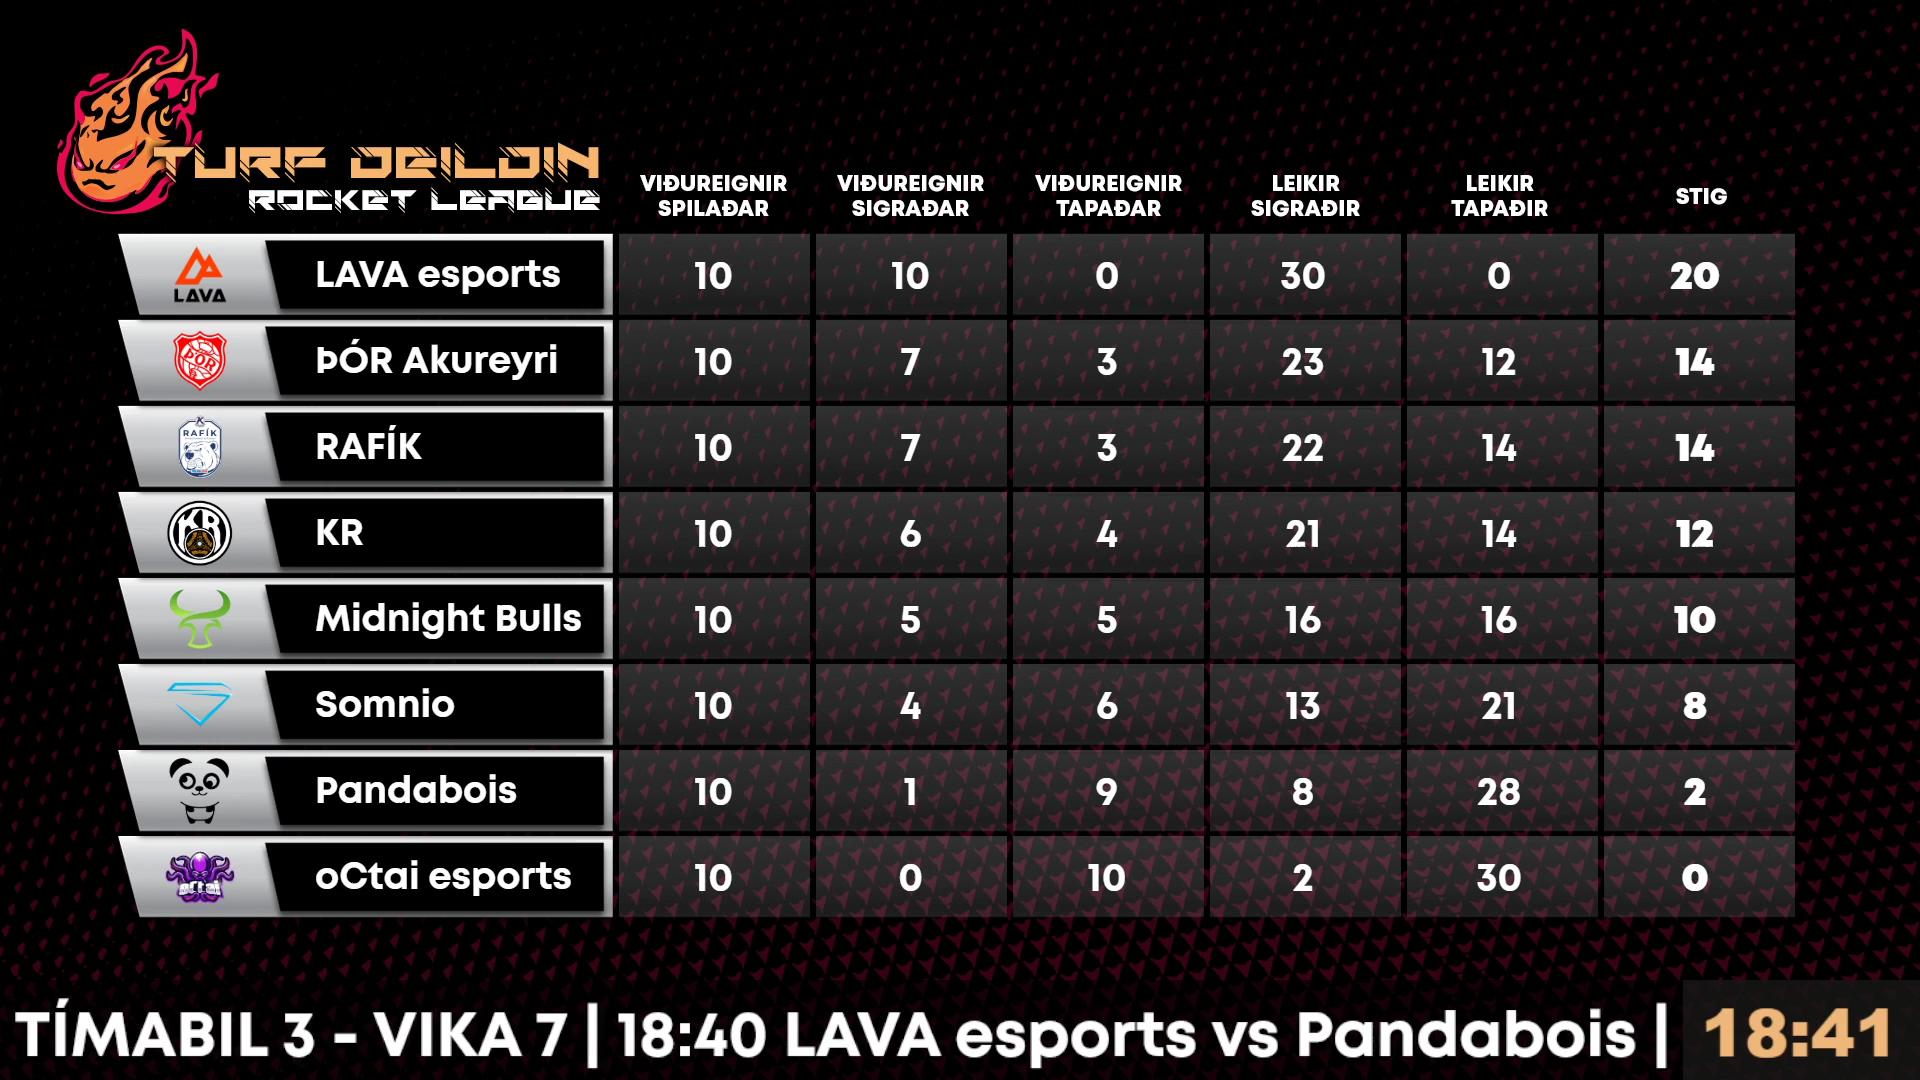 TURF DEILDIN
ROCKET LEAGUE
VIÐUREIGNIR SPILAÐAR
VIÐUREIGNIR SIGRAÐAR
VIÐUREIGNIR TAPAÐAR
LEIKIR SIGRAÐIR
LEIKIR TAPAÐIR
STIG
LAVA LAVA esports 10 10 0 30 0 20
ÞÓR ÞÓR Akureyri 10 7 3 23 12 14
RAFÍK RAFÍK 10 7 3 22 14 14
KR KR 10 6 4 21 14 12
Midnight Bulls 10 5 5 16 16 10
Somnio 10 4 6 13 21 8
Pandabois 10 1 9 8 28 2
oCtai esports 10 0 10 2 30 0
TÍMABIL 3 - VIKA 7 | 18:40 LAVA esports vs Pandabois | 18:41